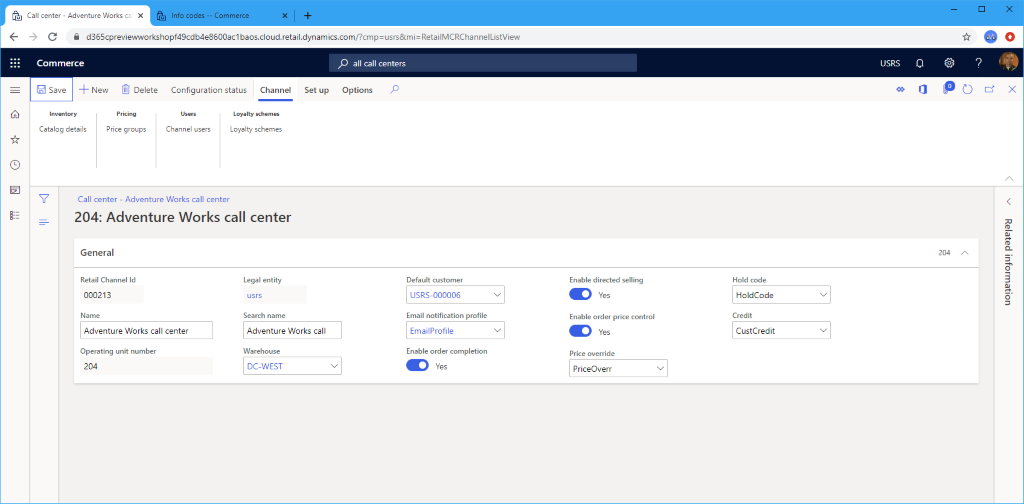 Call center - Adventure Works ca
Info codes -- Commerce
d365cpreviewworkshopf49cdb4e8600ac1baos.cloud.retail.dynamics.com/?cmp=usrs&mi=RetailMCRChannelListView
Commerce
all call centers
USRS
?
Save
New
Delete
Configuration status
Channel
Set up
Options
0
Inventory
Pricing
Users
Loyalty schemes
Catalog details
Price groups
Channel users
Loyalty schemes
Call center - Adventure Works call center
204: Adventure Works call center
General
204
Retail Channel Id
Legal entity
Default customer
Enable directed selling
Hold code
000213
usrs
USRS-000006
Yes
HoldCode
Name
Search name
Email notification profile
Enable order price control
Credit
Adventure Works call center
Adventure Works call
EmailProfile
Yes
CustCredit
Operating unit number
Warehouse
Enable order completion
Price override
204
DC-WEST
Yes
PriceOverr
Related information